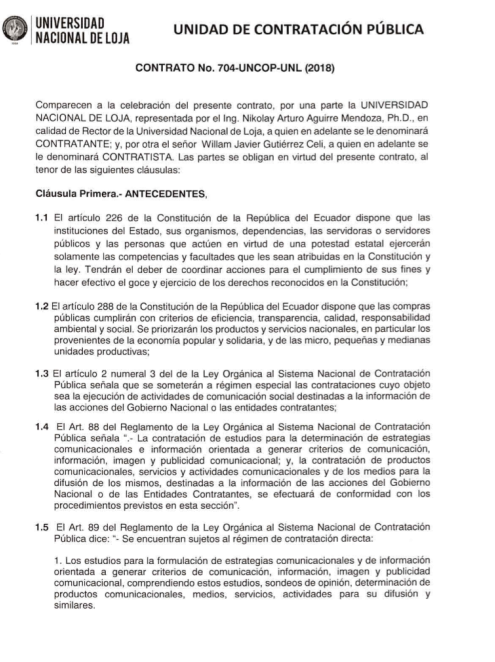 UNIVERSIDAD
NACIONAL DE LOJA
UNIDAD DE CONTRATACIÓN PÚBLICA
CONTRATO No. 704-UNCOP-UNL (2018)
Comparecen a la celebración del presente contrato, por una parte la UNIVERSIDAD
NACIONAL DE LOJA, representada por el Ing. Nikolay Arturo Aguirre Mendoza, Ph.D., en
calidad de Rector de la Universidad Nacional de Loja, a quien en adelante se le denominará
CONTRATANTE; y, por otra el señor Willam Javier Gutiérrez Celi, a quien en adelante se
le denominará CONTRATISTA. Las partes se obligan en virtud del presente contrato, al
tenor de las siguientes cláusulas:
Cláusula Primera.- ANTECEDENTES,
1.1 El artículo 226 de la Constitución de la República del Ecuador dispone que las
instituciones del Estado, sus organismos, dependencias, las servidoras o servidores
públicos y las personas que actúen en virtud de una potestad estatal ejercerán
solamente las competencias y facultades que les sean atribuidas en la Constitución y
la ley. Tendrán el deber de coordinar acciones para el cumplimiento de sus fines y
hacer efectivo el goce y ejercicio de los derechos reconocidos en la Constitución;
1.2 El artículo 288 de la Constitución de la República del Ecuador dispone que las compras
públicas cumplirán con criterios de eficiencia, transparencia, calidad, responsabilidad
ambiental y social. Se priorizarán los productos y servicios nacionales, en particular los
provenientes de la economía popular y solidaria, y de las micro, pequeñas y medianas
unidades productivas;
1.3 El artículo 2 numeral 3 del de la Ley Orgánica al Sistema Nacional de Contratación
Pública señala que se someterán a régimen especial las contrataciones cuyo objeto
sea la ejecución de actividades de comunicación social destinadas a la información de
las acciones del Gobierno Nacional o las entidades contratantes;
1.4 El Art. 88 del Reglamento de la Ley Orgánica al Sistema Nacional de Contratación
Pública señala ".- La contratación de estudios para la determinación de estrategias
comunicacionales e información orientada a generar criterios de comunicación,
información, imagen y publicidad comunicacional; y, la contratación de productos
comunicacionales, servicios y actividades comunicacionales y de los medios para la
difusión de los mismos, destinadas a la información de las acciones del Gobierno
Nacional o de las Entidades Contratantes, se efectuará de conformidad con los
procedimientos previstos en esta sección".
1.5 El Art. 89 del Reglamento de la Ley Orgánica al Sistema Nacional de Contratación
Pública dice: "- Se encuentran sujetos al régimen de contratación directa:
1. Los estudios para la formulación de estrategias comunicacionales y de información
orientada a generar criterios de comunicación, información, imagen y publicidad
comunicacional, comprendiendo estos estudios, sondeos de opinión, determinación de
productos comunicacionales, medios, servicios, actividades para su difusión y
similares.